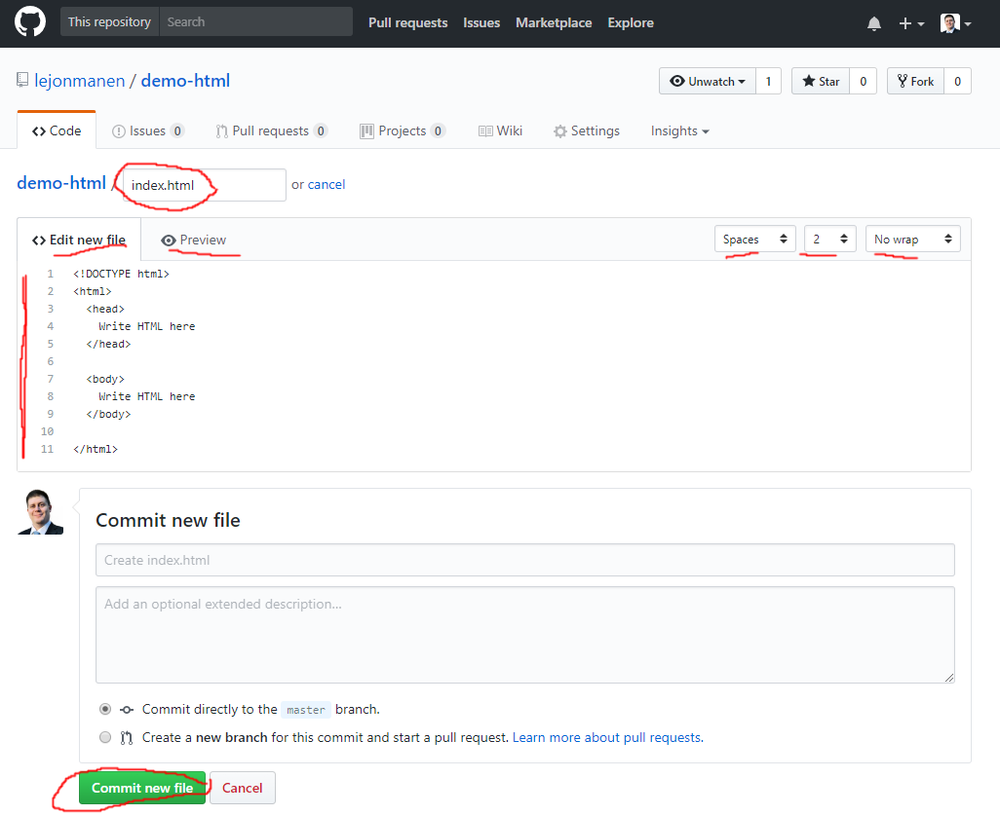 This repository Search Pull requests Issues Marketplace Explore
lejonmanen / demo-html Unwatch 1 Star 0 Fork 0
Code Issues 0 Pull requests 0 Projects 0 Wiki Settings Insights
demo-html / index.html or cancel
Edit new file Preview Spaces 2 No wrap
1 <!DOCTYPE html>
2 <html>
3   <head>
4     Write HTML here
5   </head>
6
7   <body>
8     Write HTML here
9   </body>
10
11 </html>
Commit new file
Create index.html
Add an optional extended description...
Commit directly to the master branch.
Create a new branch for this commit and start a pull request. Learn more about pull requests.
Commit new file Cancel